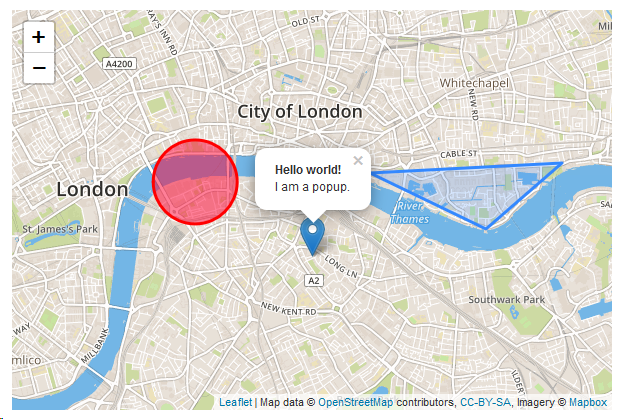 +
−
GRAY'S INN RD
OLD ST
A4200
Whitechapel
NEW RD
City of London
CABLE ST
Hello world!
×
I am a popup.
London
River
Thames
St. James's Park
LONG LN
A2
NEW KENT RD
Southwark Park
WAY
MILLBANK
mlico
Leaflet | Map data © OpenStreetMap contributors, CC-BY-SA, Imagery © Mapbox